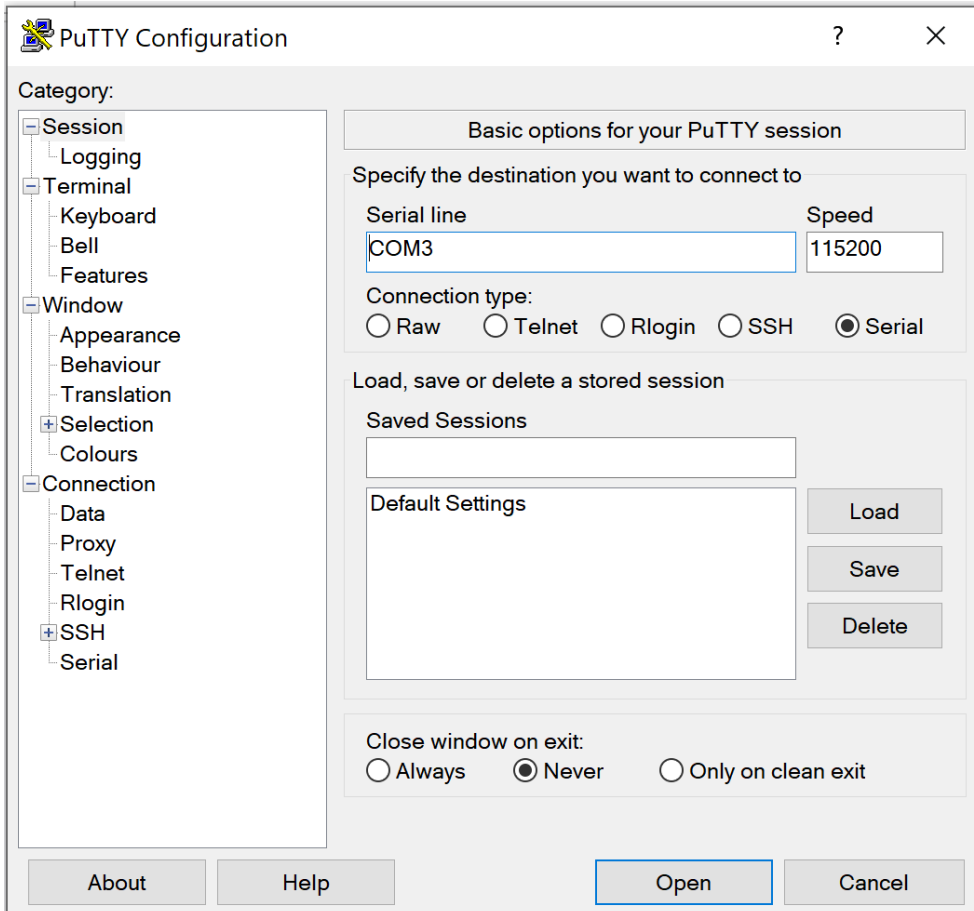 PuTTY Configuration
?
Category:
Session
Logging
Terminal
Keyboard
Bell
Features
Window
Appearance
Behaviour
Translation
Selection
Colours
Connection
Data
Proxy
Telnet
Rlogin
SSH
Serial
Basic options for your PuTTY session
Specify the destination you want to connect to
Serial line Speed
COM3 115200
Connection type:
Raw Telnet Rlogin SSH Serial
Load, save or delete a stored session
Saved Sessions
Default Settings
Load
Save
Delete
Close window on exit:
Always Never Only on clean exit
About Help Open Cancel